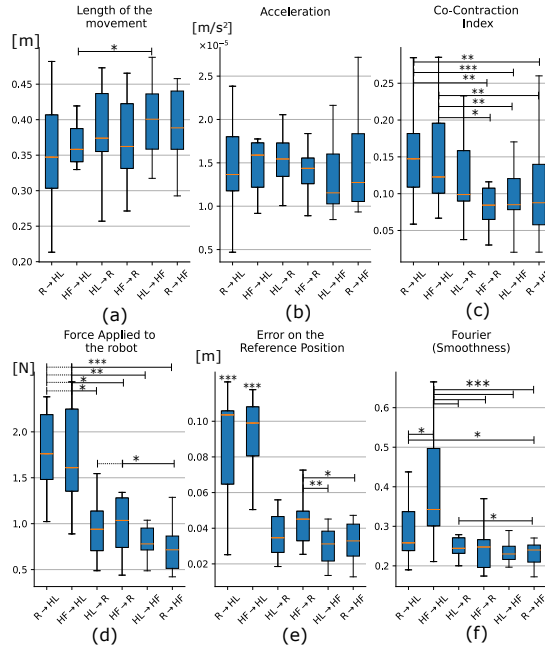 Length of the movement
[m]
*
0.45
0.40
0.35
0.30
0.25
0.20
R→HL
HF→HL
HL→R
HF→R
HL→HF
R→HF
(a)
Acceleration
[m/s²]
×10⁻⁵
2.5
2.0
1.5
1.0
0.5
R→HL
HF→HL
HL→R
HF→R
HL→HF
R→HF
(b)
Co-Contraction
Index
**
***
**
**
**
*
0.25
0.20
0.15
0.10
0.05
R→HL
HF→HL
HL→R
HF→R
HL→HF
R→HF
(c)
Force Applied to
the robot
[N]
***
**
*
*
*
2.5
2.0
1.5
1.0
0.5
R→HL
HF→HL
HL→R
HF→R
HL→HF
R→HF
(d)
Error on the
Reference Position
[m]
***
***
*
**
0.10
0.08
0.06
0.04
0.02
R→HL
HF→HL
HL→R
HF→R
HL→HF
R→HF
(e)
Fourier
(Smoothness)
***
*
*
*
0.6
0.5
0.4
0.3
0.2
R→HL
HF→HL
HL→R
HF→R
HL→HF
R→HF
(f)